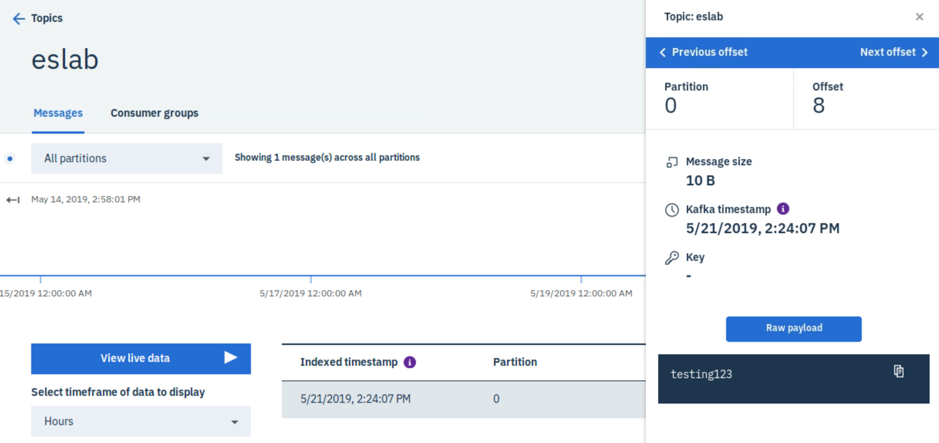 Topics
eslab
Messages
Consumer groups
All partitions
Showing 1 message(s) across all partitions
May 14, 2019, 2:58:01 PM
15/2019 12:00:00 AM
5/17/2019 12:00:00 AM
5/19/2019 12:00:00 AM
View live data
Select timeframe of data to display
Hours
Indexed timestamp
Partition
5/21/2019, 2:24:07 PM
0
Topic: eslab
Previous offset
Next offset
Partition
0
Offset
8
Message size
10 B
Kafka timestamp
5/21/2019, 2:24:07 PM
Key
-
Raw payload
testing123